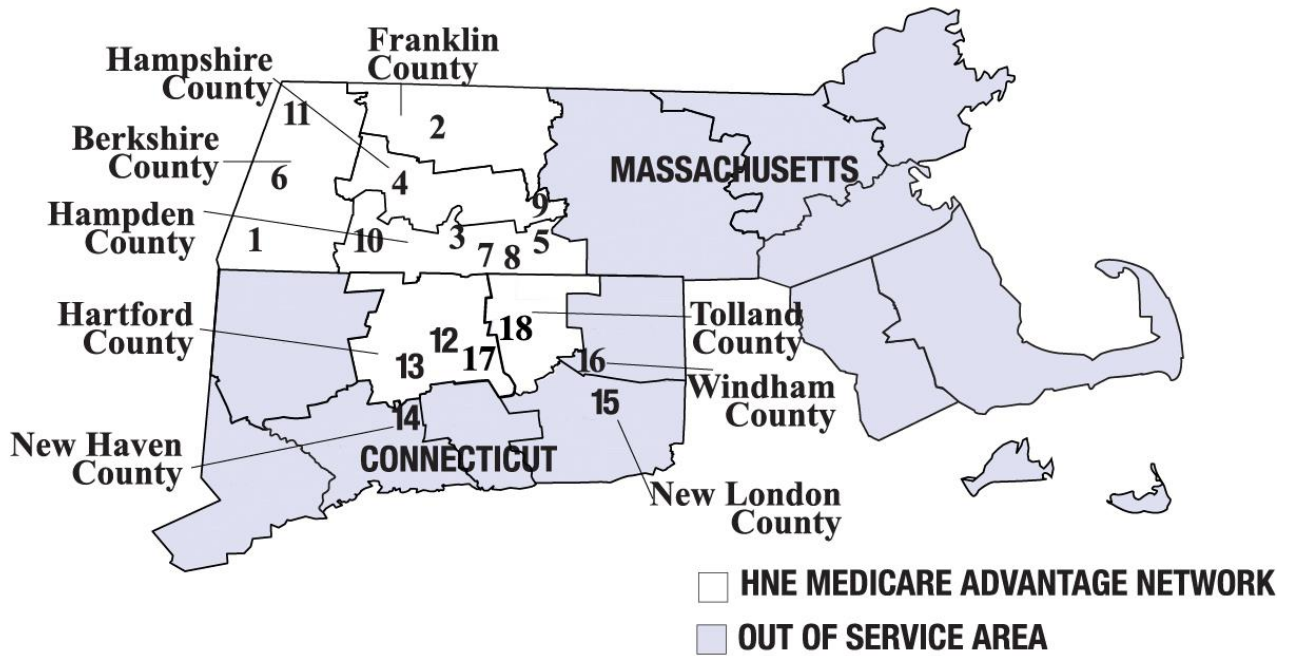 Franklin
County
Hampshire
County
11
2
Berkshire
County
MASSACHUSETTS
6
4
9
Hampden
County
1
10
3
5
7
8
Hartford
County
Tolland
County
18
12
13
17
16
Windham
County
15
14
New Haven
County
CONNECTICUT
New London
County
HNE MEDICARE ADVANTAGE NETWORK
OUT OF SERVICE AREA